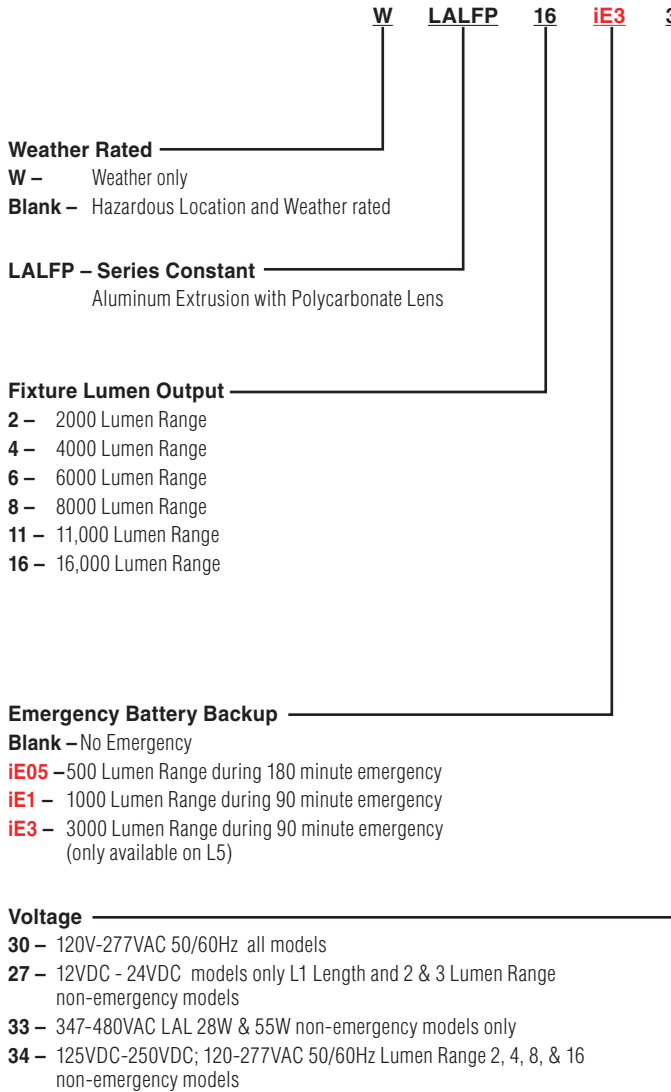 W LALFP 16 iE3
Weather Rated
W – Weather only
Blank – Hazardous Location and Weather rated
LALFP – Series Constant
Aluminum Extrusion with Polycarbonate Lens
Fixture Lumen Output
2 – 2000 Lumen Range
4 – 4000 Lumen Range
6 – 6000 Lumen Range
8 – 8000 Lumen Range
11 – 11,000 Lumen Range
16 – 16,000 Lumen Range
Emergency Battery Backup
Blank – No Emergency
iE05 – 500 Lumen Range during 180 minute emergency
iE1 – 1000 Lumen Range during 90 minute emergency
iE3 – 3000 Lumen Range during 90 minute emergency
(only available on L5)
Voltage
30 – 120V-277VAC 50/60Hz all models
27 – 12VDC - 24VDC models only L1 Length and 2 & 3 Lumen Range
non-emergency models
33 – 347-480VAC LAL 28W & 55W non-emergency models only
34 – 125VDC-250VDC; 120-277VAC 50/60Hz Lumen Range 2, 4, 8, & 16
non-emergency models